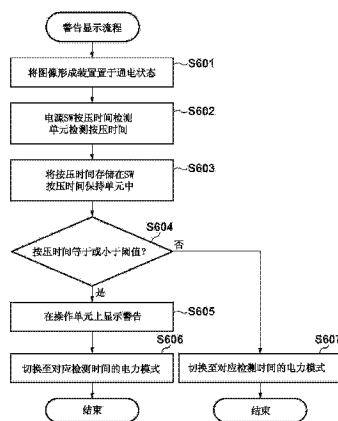 警告显示流程
将图像形成装置置于通电状态
S601
电源SW按压时间检测
单元检测按压时间
S602
将按压时间存储在SW
按压时间保持单元中
S603
按压时间等于或小于阈值?
S604
否
是
在操作单元上显示警告
S605
切换至对应检测时间的电力模式
S606
切换至对应检测时间的电力模式
S607
结束
结束